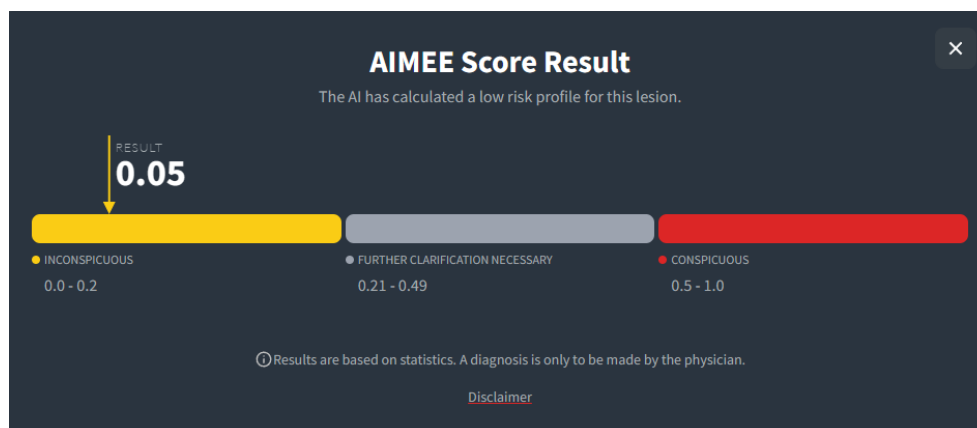 AIMEE Score Result
The AI has calculated a low risk profile for this lesion.
RESULT
0.05
INCONSPICUOUS
FURTHER CLARIFICATION NECESSARY
CONSPICUOUS
0.0 - 0.2
0.21 - 0.49
0.5 - 1.0
Results are based on statistics. A diagnosis is only to be made by the physician.
Disclaimer